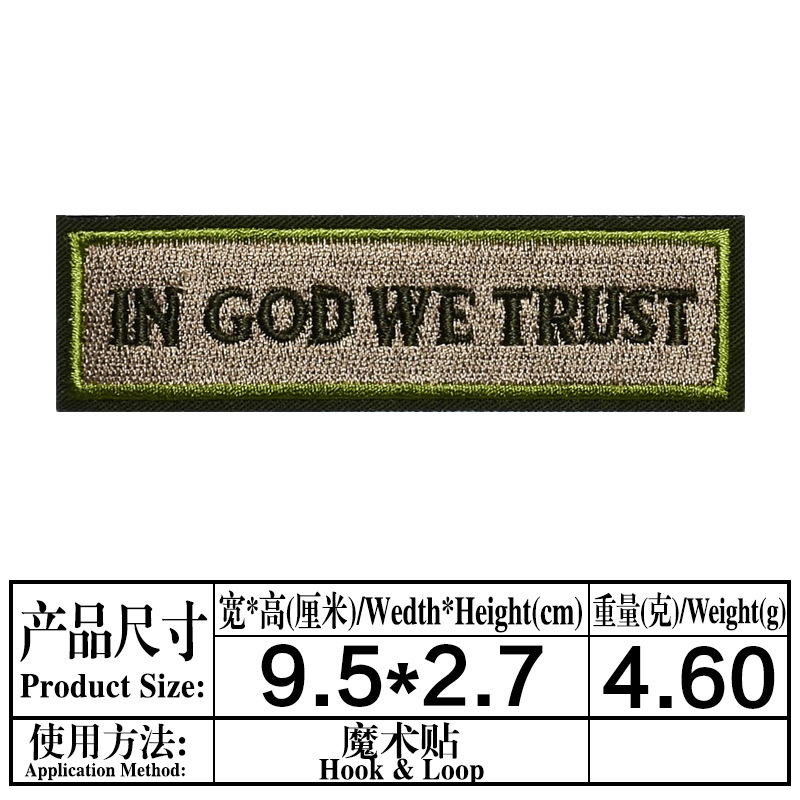 IN GOD WE TRUST
产品尺寸
Product Size:
宽*高(厘米)/Wedth*Height(cm)
重量(克)/Weight(g)
9.5*2.7
4.60
使用方法:
Application Method:
魔术贴
Hook & Loop